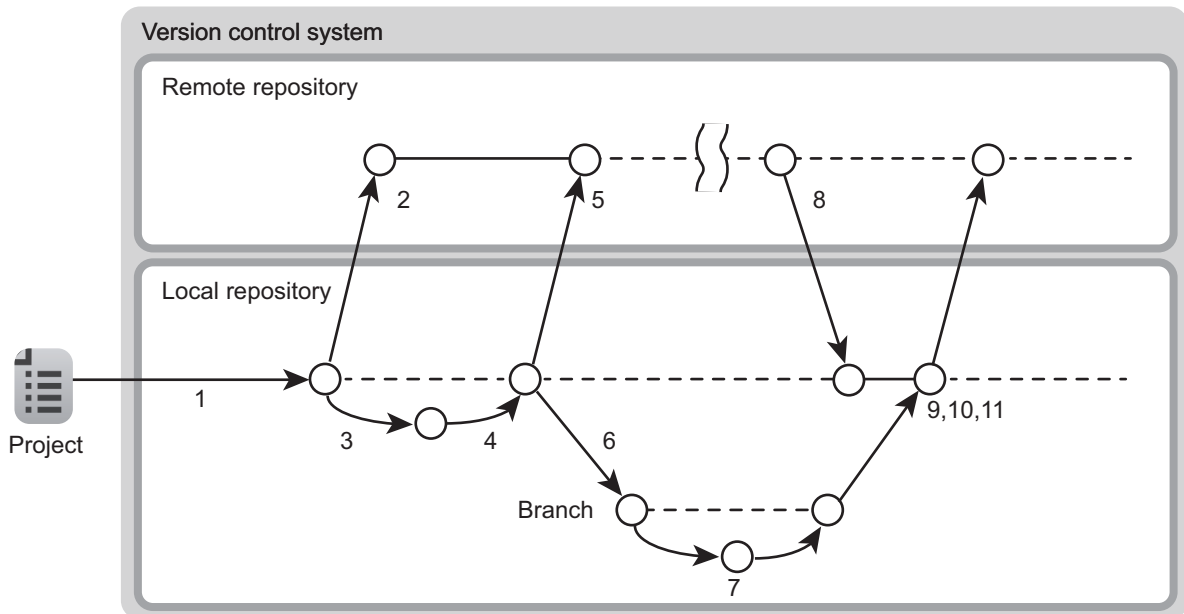 Version control system
Remote repository
2
5
8
Local repository
1
Project
3
4
6
9,10,11
Branch
7